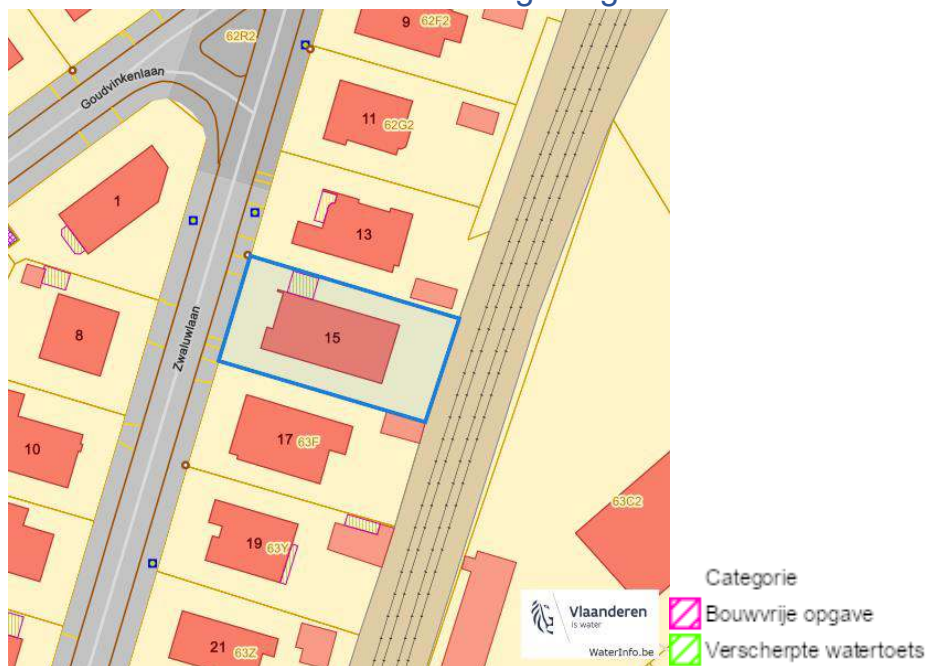 9 62F2
62R2
Goudvinkenlaan
11 62G2
1
13
15
8
Zwaluwlaan
17 63F
10
63C2
19 63Y
21 63Z
Vlaanderen
is water
WaterInfo.be
Categorie
Bouwvrije opgave
Verscherpte watertoets